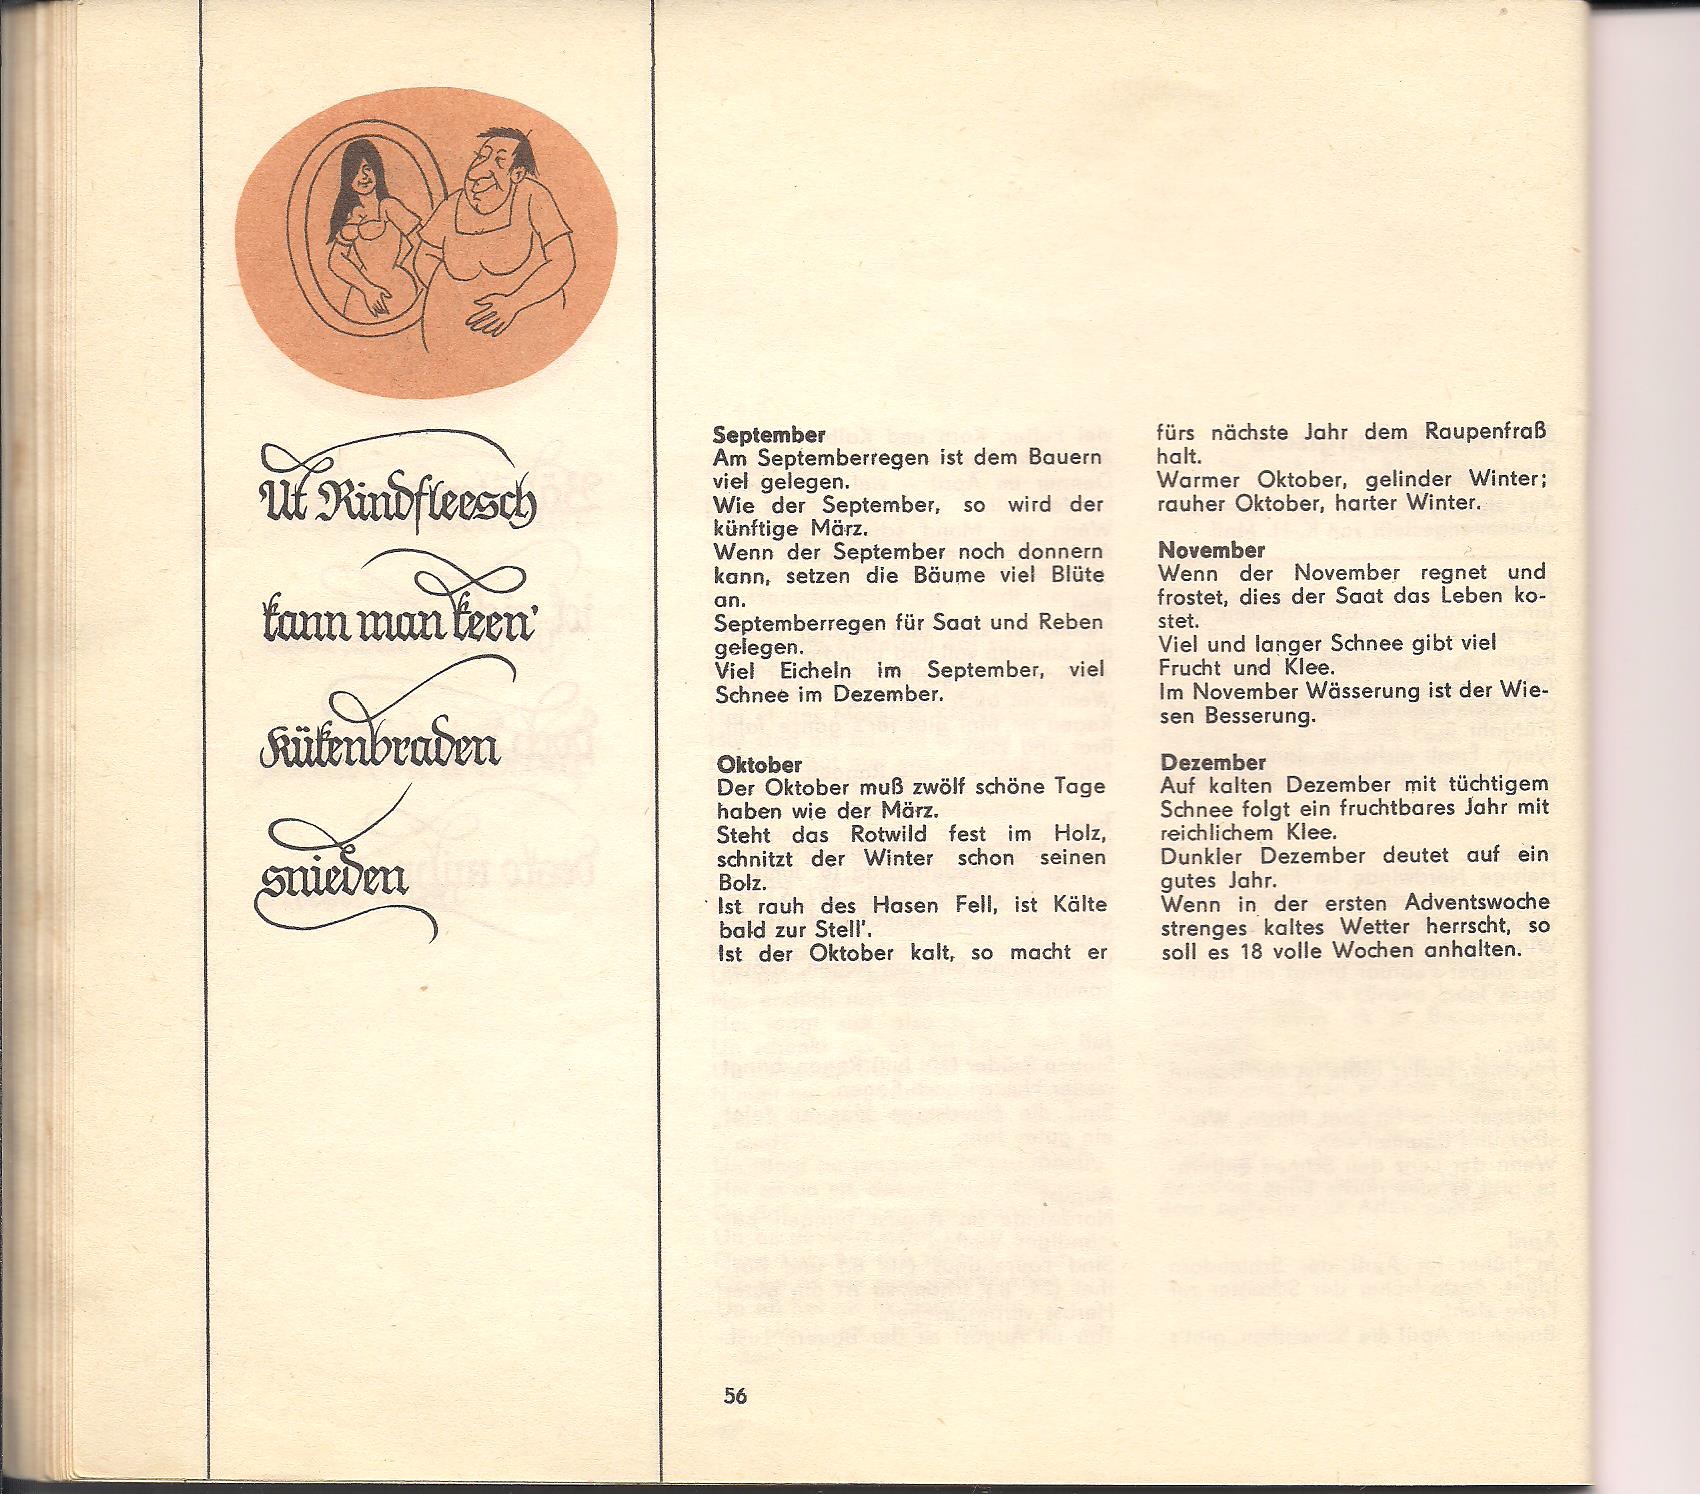 Ut Rindfleesch
kann man keen'
Kükenbraden
snieden
September
Am Septemberregen ist dem Bauern
viel gelegen.
Wie der September, so wird der
künftige März.
Wenn der September noch donnern
kann, setzen die Bäume viel Blüte
an.
Septemberregen für Saat und Reben
gelegen.
Viel Eicheln im September, viel
Schnee im Dezember.
Oktober
Der Oktober muß zwölf schöne Tage
haben wie der März.
Steht das Rotwild fest im Holz,
schnitzt der Winter schon seinen
Bolz.
Ist rauh des Hasen Fell, ist Kälte
bald zur Stell'.
Ist der Oktober kalt, so macht er
fürs nächste Jahr dem Raupenfraß
halt.
Warmer Oktober, gelinder Winter;
rauher Oktober, harter Winter.
November
Wenn der November regnet und
frostet, dies der Saat das Leben ko-
stet.
Viel und langer Schnee gibt viel
Frucht und Klee.
Im November Wässerung ist der Wie-
sen Besserung.
Dezember
Auf kalten Dezember mit tüchtigem
Schnee folgt ein fruchtbares Jahr mit
reichlichem Klee.
Dunkler Dezember deutet auf ein
gutes Jahr.
Wenn in der ersten Adventswoche
strenges kaltes Wetter herrscht, so
soll es 18 volle Wochen anhalten.
56